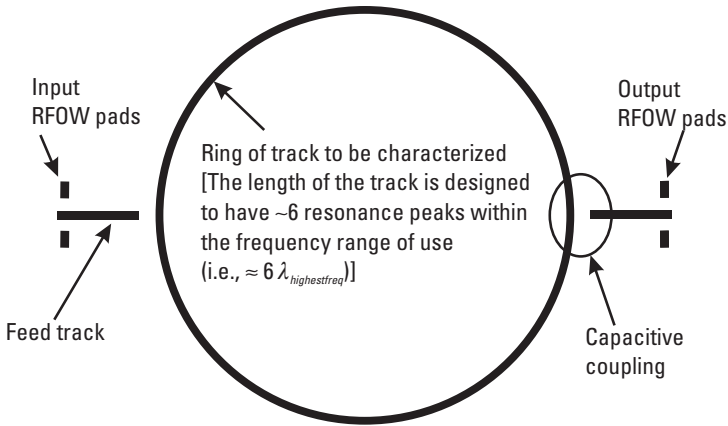 Input
RFOW pads
Output
RFOW pads
Ring of track to be characterized
[The length of the track is designed
to have ~6 resonance peaks within
the frequency range of use
(i.e., ≈ 6 λhighestfreq)]
Feed track
Capacitive
coupling